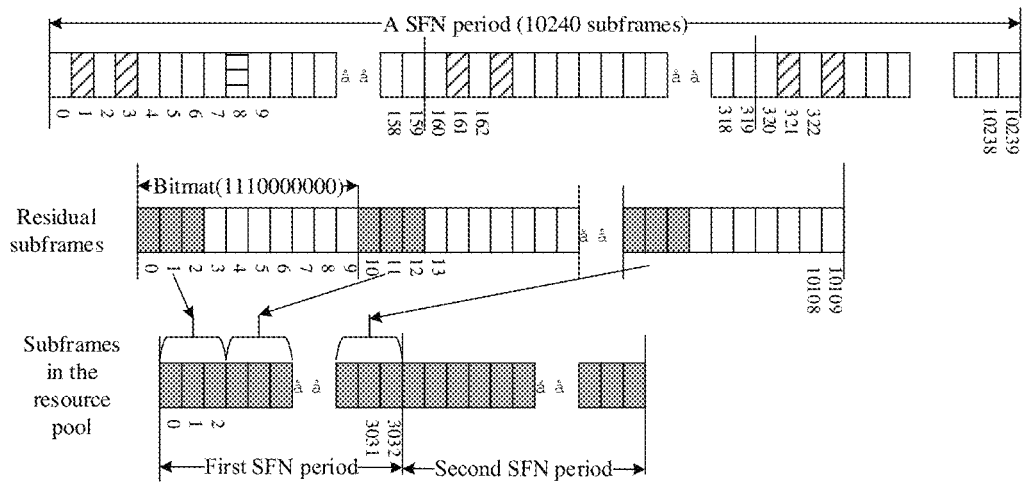 A SFN period (10240 subframes)
0 1 2 3 4 5 6 7 8 9 158 159 160 161 162 318 319 320 321 322 10238 10239
Bitmat(1110000000)
Residual
subframes
0 1 2 3 4 5 6 7 8 9 10 11 12 13 10108 10109
Subframes
in the
resource
pool
0 1 2 3031 3032
First SFN period
Second SFN period